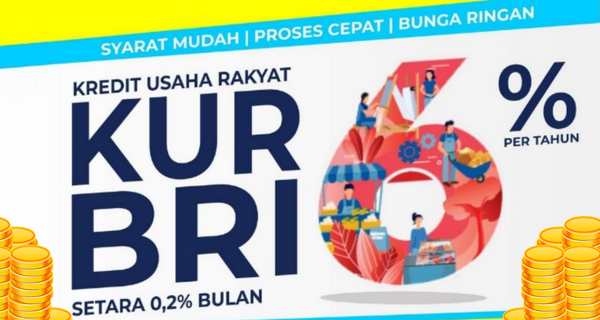 SYARAT MUDAH | PROSES CEPAT | BUNGA RINGAN
KREDIT USAHA RAKYAT
KUR
BRI
6
%
PER TAHUN
SETARA 0,2% BULAN